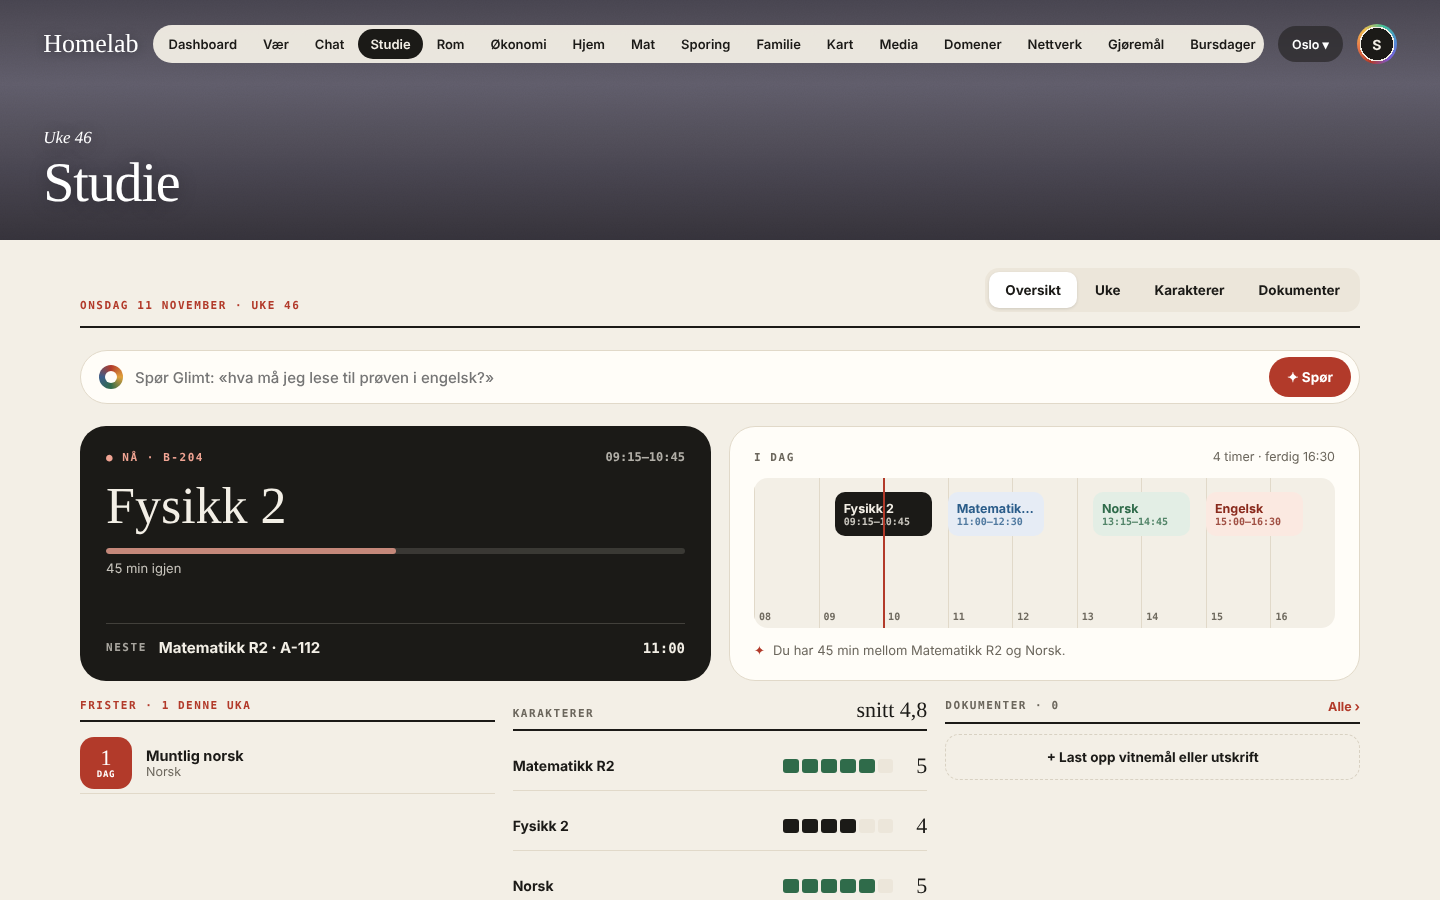 Homelab
Dashboard Vær Chat Studie Rom Økonomi Hjem Mat Sporing Familie Kart Media Domener Nettverk Gjøremål Bursdager
Oslo ▾
S
Uke 46
Studie
ONSDAG 11 NOVEMBER · UKE 46
Oversikt Uke Karakterer Dokumenter
Spør Glimt: «hva må jeg lese til prøven i engelsk?»
✦ Spør
● NÅ · B-204
09:15–10:45
Fysikk 2
45 min igjen
NESTE Matematikk R2 · A-112 11:00
I DAG
4 timer · ferdig 16:30
Fysikk 2
09:15–10:45
Matematik…
11:00–12:30
Norsk
13:15–14:45
Engelsk
15:00–16:30
08 09 10 11 12 13 14 15 16
✦ Du har 45 min mellom Matematikk R2 og Norsk.
FRISTER · 1 DENNE UKA
1
DAG
Muntlig norsk
Norsk
KARAKTERER
snitt 4,8
Matematikk R2 5
Fysikk 2 4
Norsk 5
DOKUMENTER · 0
Alle ›
+ Last opp vitnemål eller utskrift